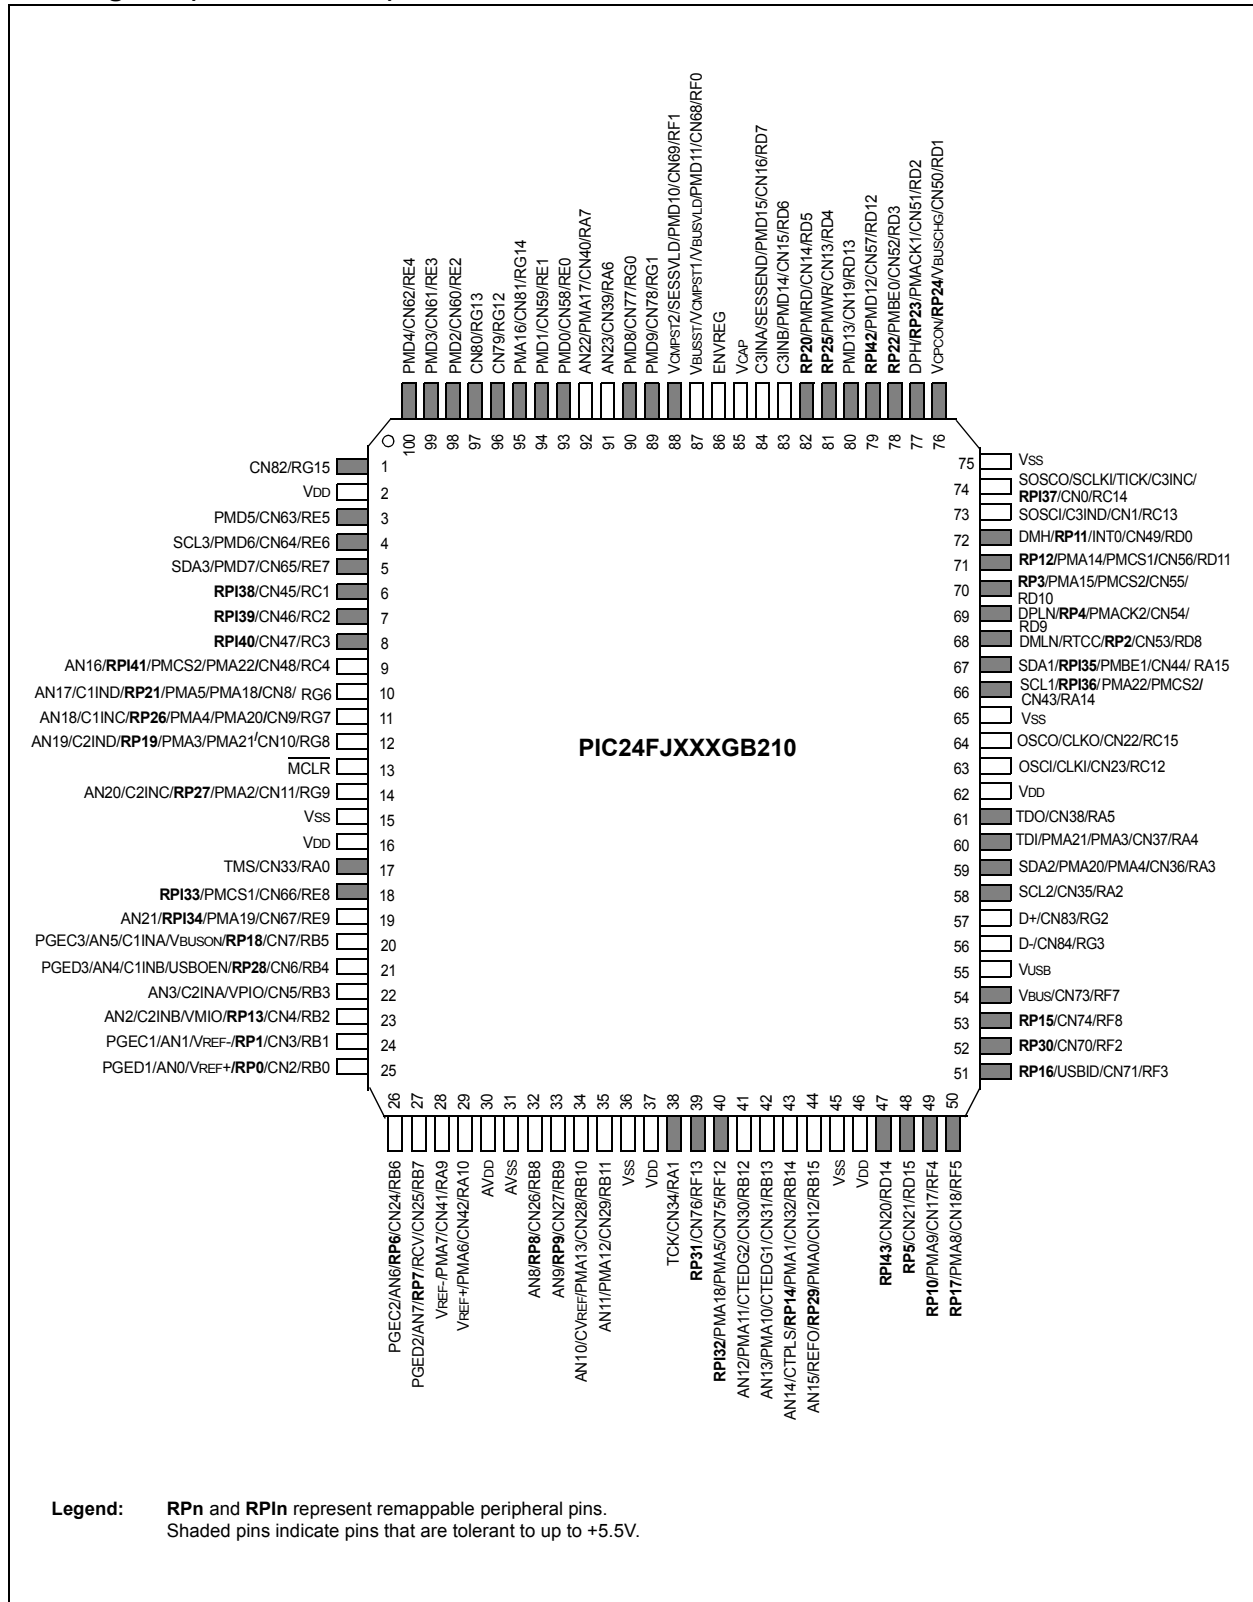 PMD4/CN62/RE4
PMD3/CN61/RE3
PMD2/CN60/RE2
CN80/RG13
CN79/RG12
PMA16/CN81/RG14
PMD1/CN59/RE1
PMD0/CN58/RE0
AN22/PMA17/CN40/RA7
AN23/CN39/RA6
PMD8/CN77/RG0
PMD9/CN78/RG1
VCMPST2/SESSVLD/PMD10/CN69/RF1
VBUSST/VCMPST1/VBUSVLD/PMD11/CN68/RF0
ENVREG
VCAP
C3INA/SESSEND/PMD15/CN16/RD7
C3INB/PMD14/CN15/RD6
RP20/PMRD/CN14/RD5
RP25/PMWR/CN13/RD4
PMD13/CN19/RD13
RPI42/PMD12/CN57/RD12
RP22/PMBE0/CN52/RD3
DPH/RP23/PMACK1/CN51/RD2
VCPCON/RP24/VBUSCHG/CN50/RD1
100
99
98
97
96
95
94
93
92
91
90
89
88
87
86
85
84
83
82
81
80
79
78
77
76
CN82/RG15 1
VDD 2
PMD5/CN63/RE5 3
SCL3/PMD6/CN64/RE6 4
SDA3/PMD7/CN65/RE7 5
RPI38/CN45/RC1 6
RPI39/CN46/RC2 7
RPI40/CN47/RC3 8
AN16/RPI41/PMCS2/PMA22/CN48/RC4 9
AN17/C1IND/RP21/PMA5/PMA18/CN8/ RG6 10
AN18/C1INC/RP26/PMA4/PMA20/CN9/RG7 11
AN19/C2IND/RP19/PMA3/PMA21/CN10/RG8 12
MCLR 13
AN20/C2INC/RP27/PMA2/CN11/RG9 14
VSS 15
VDD 16
TMS/CN33/RA0 17
RPI33/PMCS1/CN66/RE8 18
AN21/RPI34/PMA19/CN67/RE9 19
PGEC3/AN5/C1INA/VBUSON/RP18/CN7/RB5 20
PGED3/AN4/C1INB/USBOEN/RP28/CN6/RB4 21
AN3/C2INA/VPIO/CN5/RB3 22
AN2/C2INB/VMIO/RP13/CN4/RB2 23
PGEC1/AN1/VREF-/RP1/CN3/RB1 24
PGED1/AN0/VREF+/RP0/CN2/RB0 25
PIC24FJXXXGB210
75 VSS
74 SOSCO/SCLKI/TICK/C3INC/
RPI37/CN0/RC14
73 SOSCI/C3IND/CN1/RC13
72 DMH/RP11/INT0/CN49/RD0
71 RP12/PMA14/PMCS1/CN56/RD11
70 RP3/PMA15/PMCS2/CN55/
RD10
69 DPLN/RP4/PMACK2/CN54/
RD9
68 DMLN/RTCC/RP2/CN53/RD8
67 SDA1/RPI35/PMBE1/CN44/ RA15
66 SCL1/RPI36/PMA22/PMCS2/
CN43/RA14
65 VSS
64 OSCO/CLKO/CN22/RC15
63 OSCI/CLKI/CN23/RC12
62 VDD
61 TDO/CN38/RA5
60 TDI/PMA21/PMA3/CN37/RA4
59 SDA2/PMA20/PMA4/CN36/RA3
58 SCL2/CN35/RA2
57 D+/CN83/RG2
56 D-/CN84/RG3
55 VUSB
54 VBUS/CN73/RF7
53 RP15/CN74/RF8
52 RP30/CN70/RF2
51 RP16/USBID/CN71/RF3
26
27
28
29
30
31
32
33
34
35
36
37
38
39
40
41
42
43
44
45
46
47
48
49
50
PGEC2/AN6/RP6/CN24/RB6
PGED2/AN7/RP7/RCV/CN25/RB7
VREF-/PMA7/CN41/RA9
VREF+/PMA6/CN42/RA10
AVDD
AVSS
AN8/RP8/CN26/RB8
AN9/RP9/CN27/RB9
AN10/CVREF/PMA13/CN28/RB10
AN11/PMA12/CN29/RB11
VSS
VDD
TCK/CN34/RA1
RP31/CN76/RF13
RPI32/PMA18/PMA5/CN75/RF12
AN12/PMA11/CTEDG2/CN30/RB12
AN13/PMA10/CTEDG1/CN31/RB13
AN14/CTPLS/RP14/PMA1/CN32/RB14
AN15/REFO/RP29/PMA0/CN12/RB15
VSS
VDD
RPI43/CN20/RD14
RP5/CN21/RD15
RP10/PMA9/CN17/RF4
RP17/PMA8/CN18/RF5
Legend: RPn and RPIn represent remappable peripheral pins.
Shaded pins indicate pins that are tolerant to up to +5.5V.